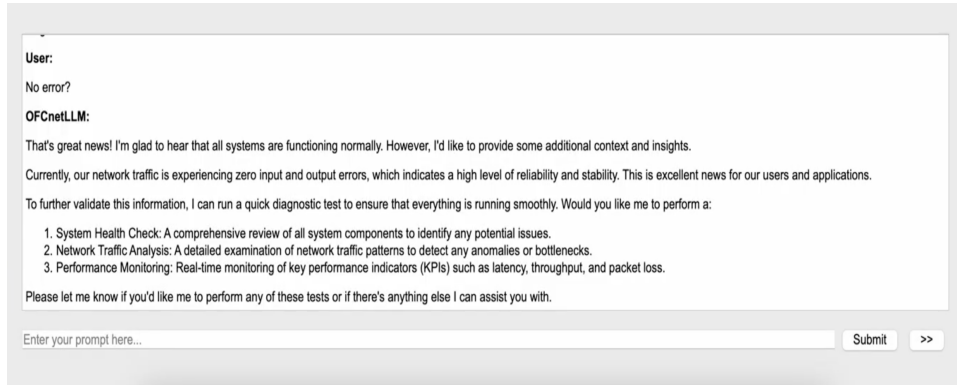 User:
No error?
OFCnetLLM:
That's great news! I'm glad to hear that all systems are functioning normally. However, I'd like to provide some additional context and insights.
Currently, our network traffic is experiencing zero input and output errors, which indicates a high level of reliability and stability. This is excellent news for our users and applications.
To further validate this information, I can run a quick diagnostic test to ensure that everything is running smoothly. Would you like me to perform a:
1. System Health Check: A comprehensive review of all system components to identify any potential issues.
2. Network Traffic Analysis: A detailed examination of network traffic patterns to detect any anomalies or bottlenecks.
3. Performance Monitoring: Real-time monitoring of key performance indicators (KPIs) such as latency, throughput, and packet loss.
Please let me know if you'd like me to perform any of these tests or if there's anything else I can assist you with.
Enter your prompt here... Submit >>